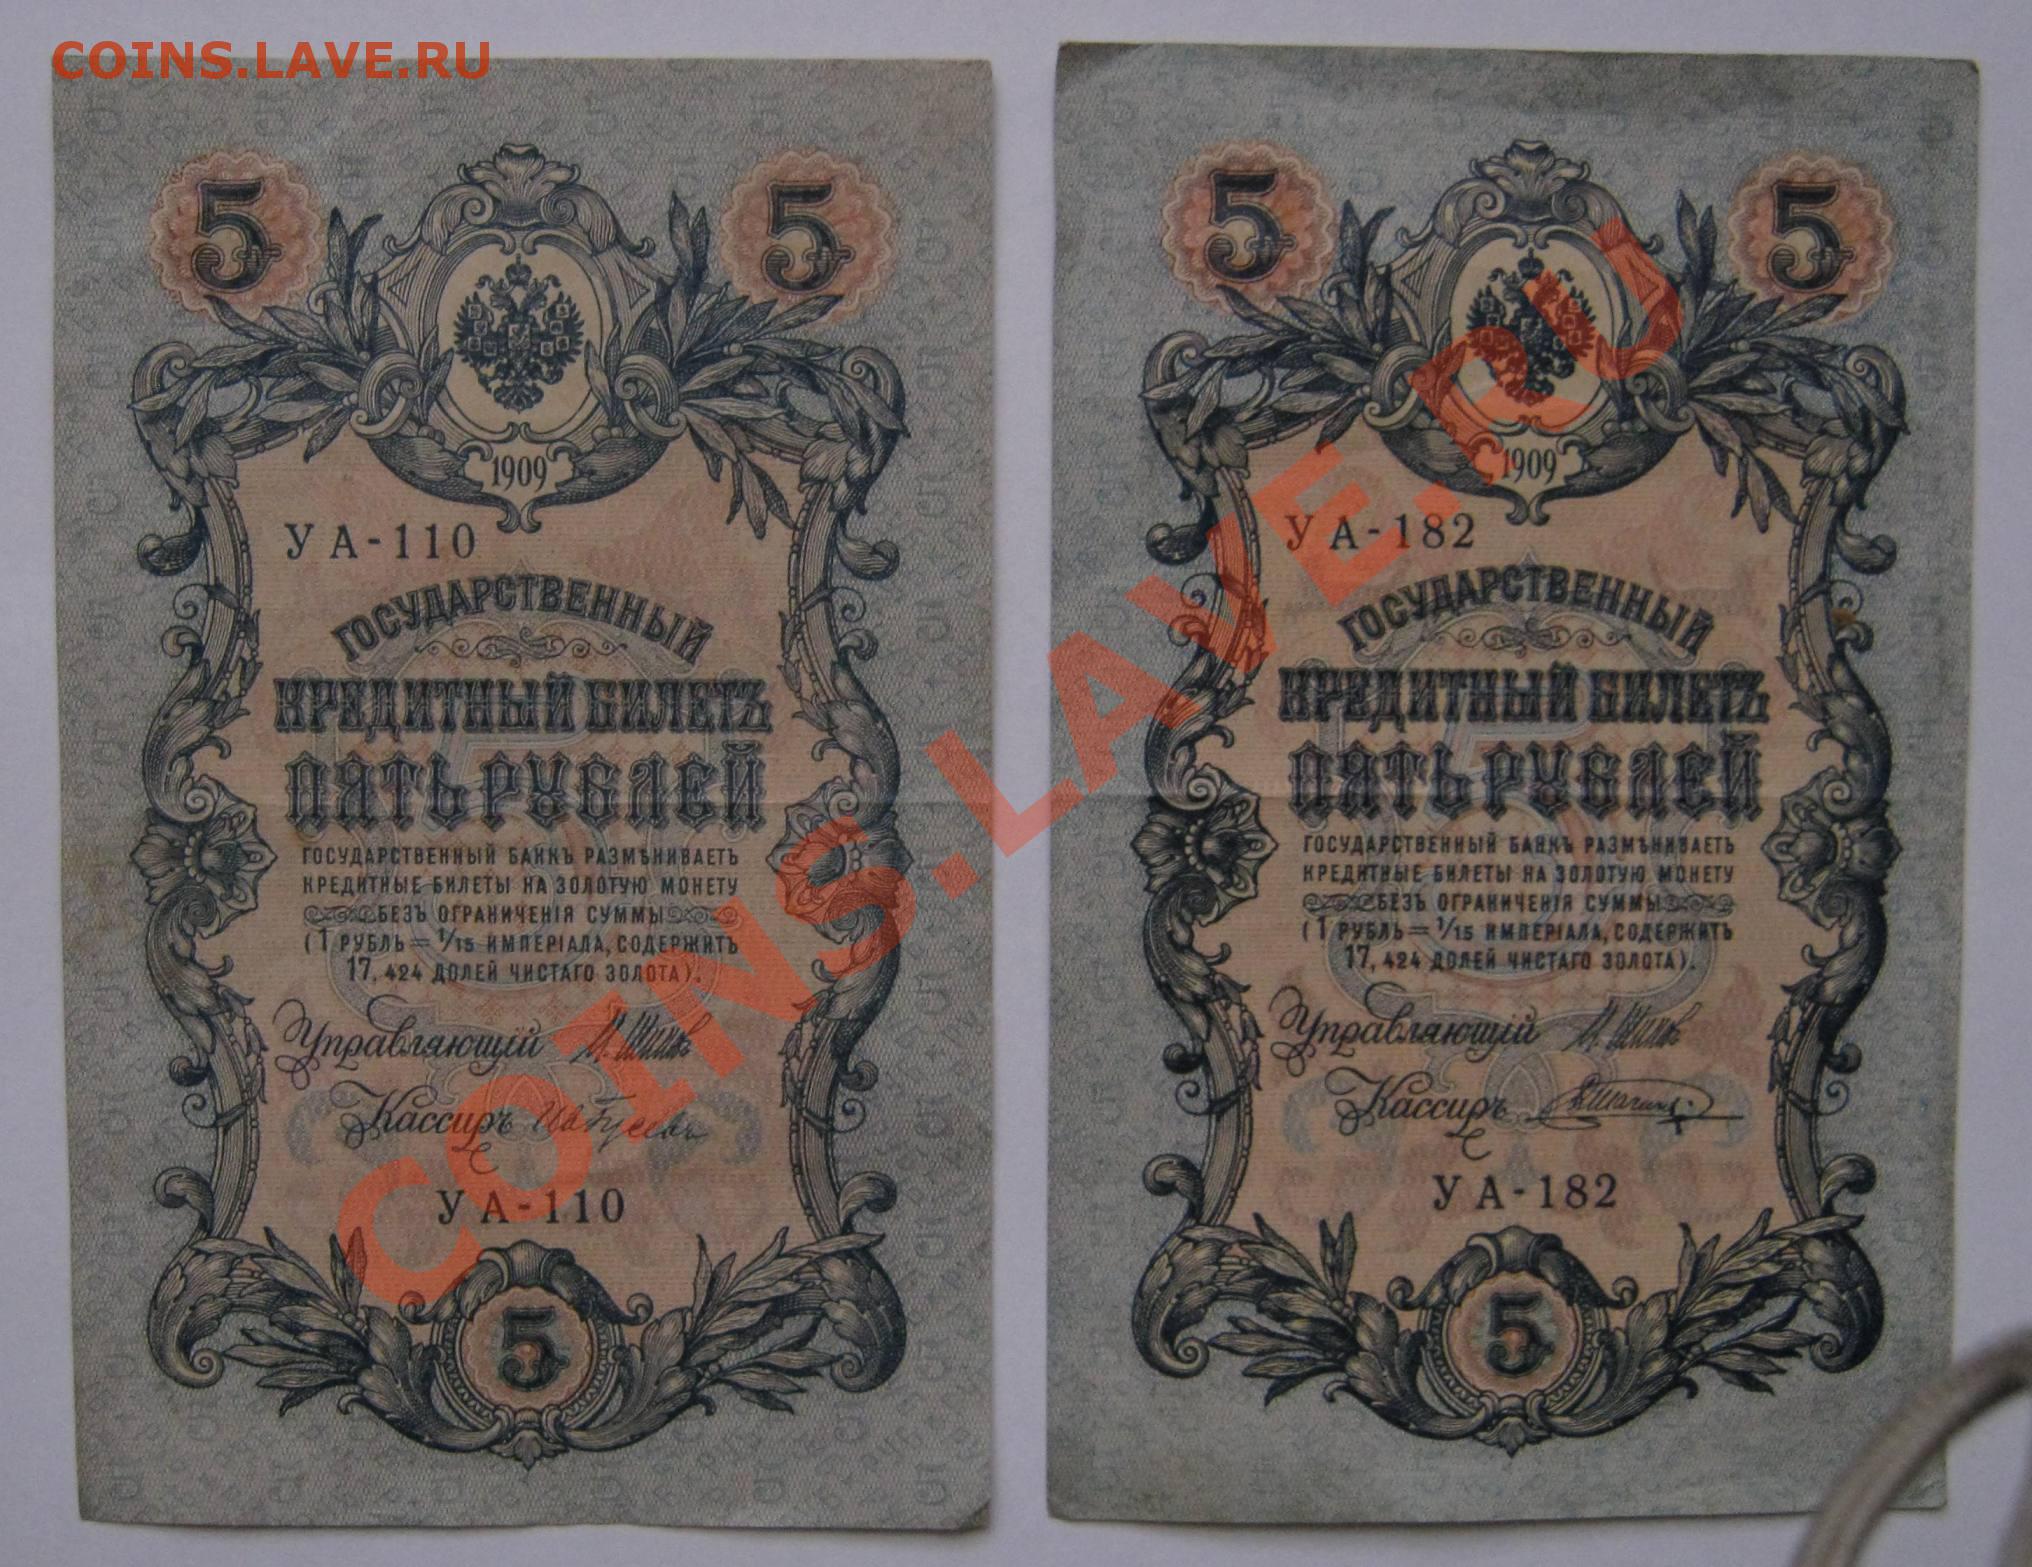 COINS.LAVE.RU
5 5
1909
УА-110
ГОСУДАРСТВЕННЫЙ
КРЕДИТНЫЙ БИЛЕТЪ
ПЯТЬ РУБЛЕЙ
ГОСУДАРСТВЕННЫЙ БАНКЪ РАЗМѢНИВАЕТЪ
КРЕДИТНЫЕ БИЛЕТЫ НА ЗОЛОТУЮ МОНЕТУ
БЕЗЪ ОГРАНИЧЕНІЯ СУММЫ
(1 РУБЛЬ = 1/15 ИМПЕРІАЛА, СОДЕРЖИТЪ
17,424 ДОЛЕЙ ЧИСТАГО ЗОЛОТА).
Управляющій И. Шипов
Кассиръ
УА-110
5
5 5
1909
УА-182
ГОСУДАРСТВЕННЫЙ
КРЕДИТНЫЙ БИЛЕТЪ
ПЯТЬ РУБЛЕЙ
ГОСУДАРСТВЕННЫЙ БАНКЪ РАЗМѢНИВАЕТЪ
КРЕДИТНЫЕ БИЛЕТЫ НА ЗОЛОТУЮ МОНЕТУ
БЕЗЪ ОГРАНИЧЕНІЯ СУММЫ
(1 РУБЛЬ = 1/15 ИМПЕРІАЛА, СОДЕРЖИТЪ
17,424 ДОЛЕЙ ЧИСТАГО ЗОЛОТА).
Управляющій И. Шипов
Кассиръ
УА-182
5
COINS.LAVE.RU